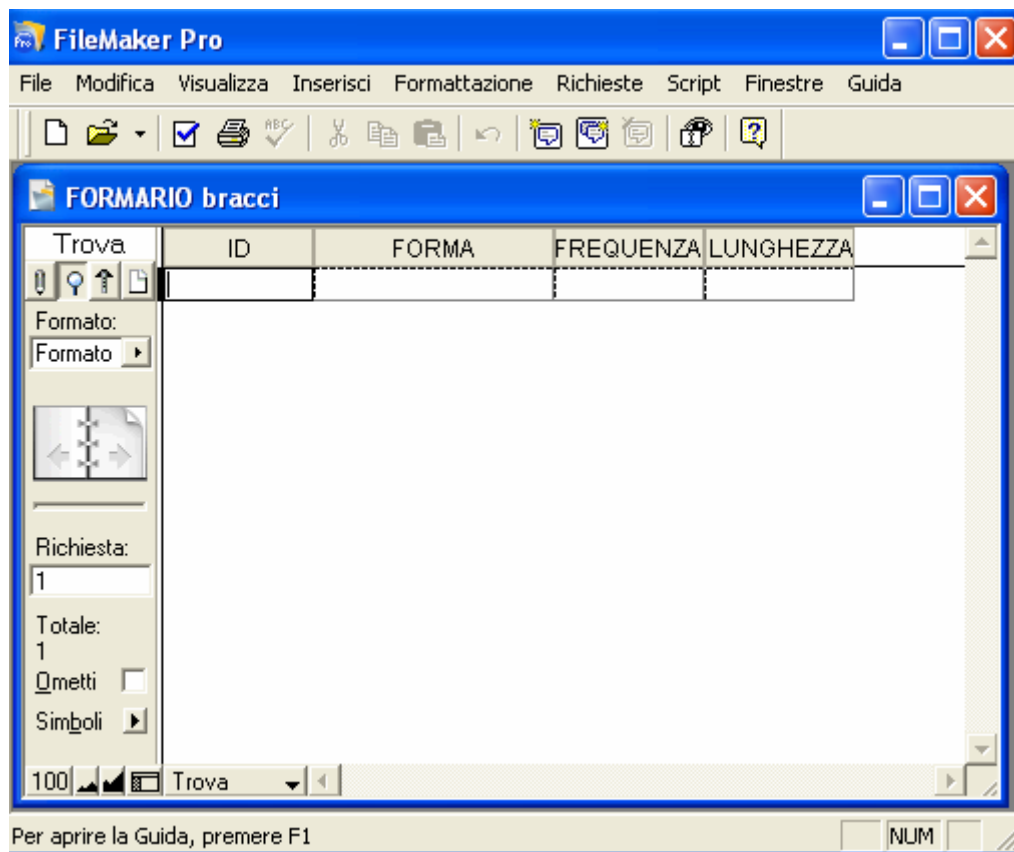 FileMaker Pro
File Modifica Visualizza Inserisci Formattazione Richieste Script Finestre Guida
FORMARIO bracci
Trova ID FORMA FREQUENZA LUNGHEZZA
Formato:
Formato
Richiesta:
1
Totale:
1
Ometti
Simboli
100 Trova
Per aprire la Guida, premere F1 NUM